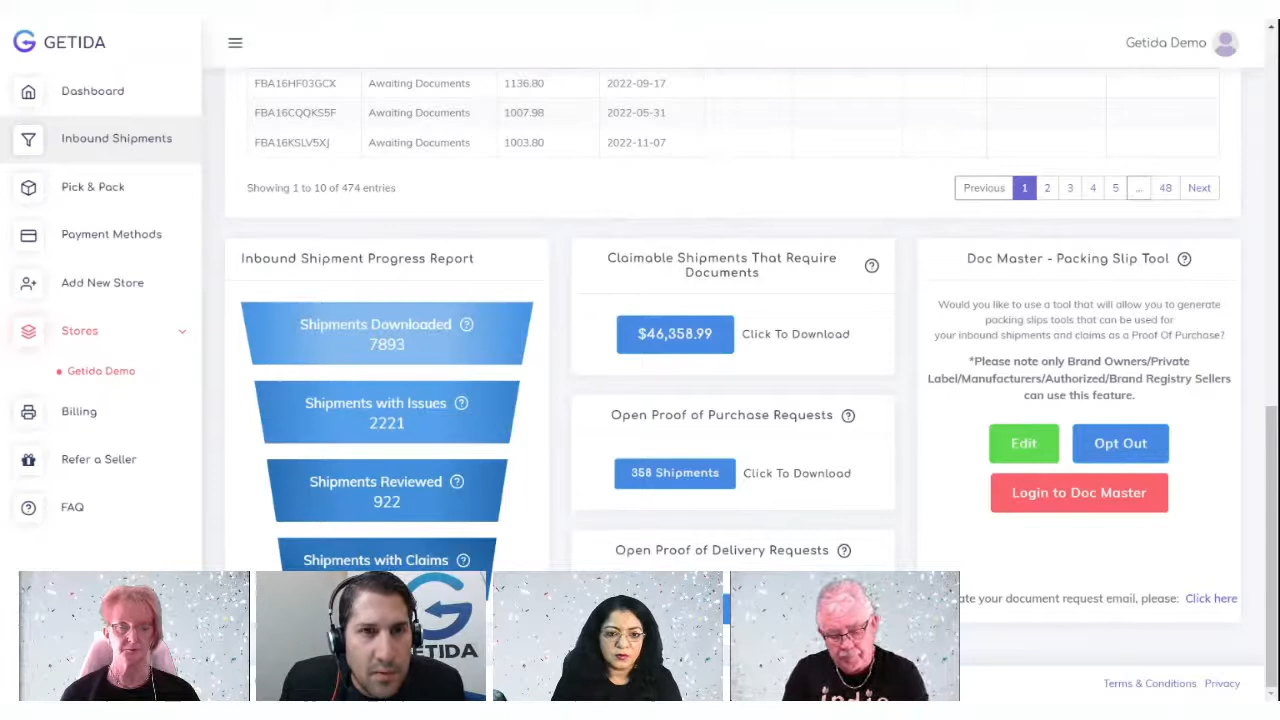 GETIDA
Getida Demo
Dashboard
Inbound Shipments
Pick & Pack
Payment Methods
Add New Store
Stores
Getida Demo
Billing
Refer a Seller
FAQ
FBA16HF03GCX Awaiting Documents 1136.80 2022-09-17
FBA16CQQKS5F Awaiting Documents 1007.98 2022-05-31
FBA16KSLV5XJ Awaiting Documents 1003.80 2022-11-07
Showing 1 to 10 of 474 entries
Previous 1 2 3 4 5 ... 48 Next
Inbound Shipment Progress Report
Shipments Downloaded ?
7893
Shipments with Issues ?
2221
Shipments Reviewed ?
922
Shipments with Claims ?
Claimable Shipments That Require
Documents ?
$46,358.99 Click To Download
Open Proof of Purchase Requests ?
358 Shipments Click To Download
Open Proof of Delivery Requests ?
Doc Master - Packing Slip Tool ?
Would you like to use a tool that will allow you to generate
packing slips tools that can be used for
your inbound shipments and claims as a Proof Of Purchase?
*Please note only Brand Owners/Private
Label/Manufacturers/Authorized/Brand Registry Sellers
can use this feature.
Edit Opt Out
Login to Doc Master
ate your document request email, please: Click here
GETIDA
indie
Terms & Conditions Privacy